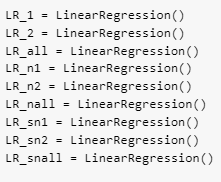 LR_1 = LinearRegression()
LR_2 = LinearRegression()
LR_all = LinearRegression()
LR_n1 = LinearRegression()
LR_n2 = LinearRegression()
LR_nall = LinearRegression()
LR_sn1 = LinearRegression()
LR_sn2 = LinearRegression()
LR_snall = LinearRegression()